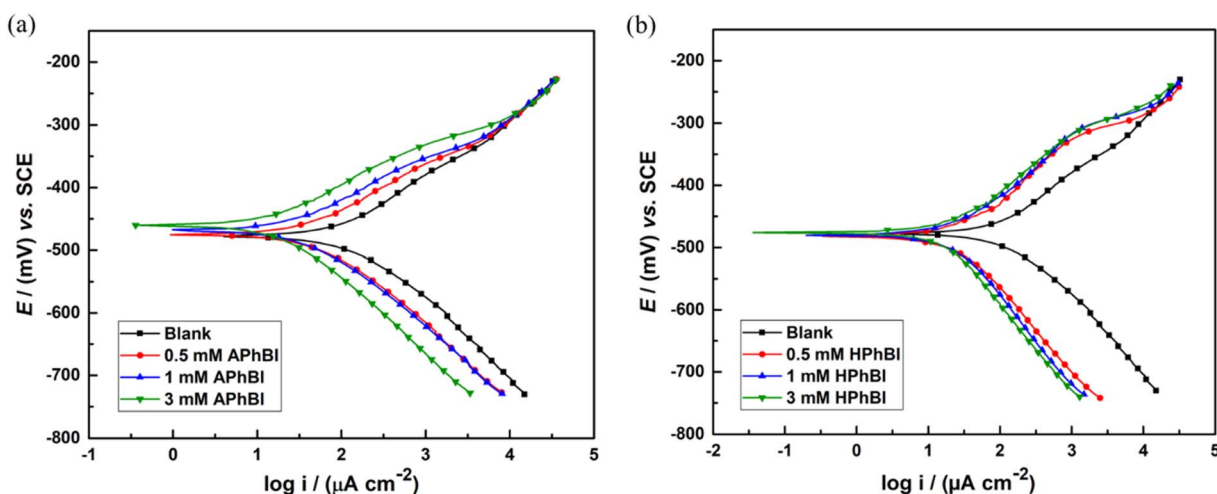 (a)
E / (mV) vs. SCE
-200
-300
-400
-500
-600
-700
-800
Blank
0.5 mM APhBI
1 mM APhBI
3 mM APhBI
-1 0 1 2 3 4 5
log i / (μA cm⁻²)
(b)
E / (mV) vs. SCE
-200
-300
-400
-500
-600
-700
-800
Blank
0.5 mM HPhBI
1 mM HPhBI
3 mM HPhBI
-2 -1 0 1 2 3 4 5
log i / (μA cm⁻²)